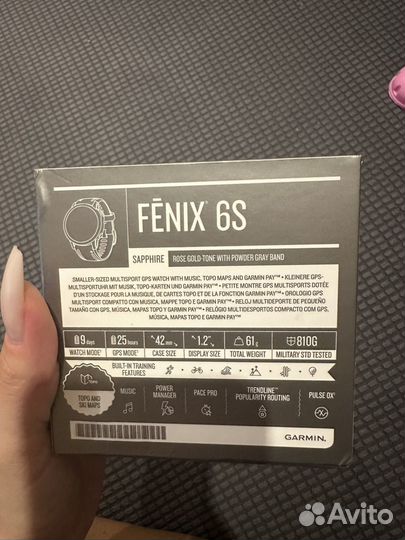 FĒNIX® 6S
SAPPHIRE ROSE GOLD-TONE WITH POWDER GRAY BAND
SMALLER-SIZED MULTISPORT GPS WATCH WITH MUSIC, TOPO MAPS AND GARMIN PAY™ • KLEINERE GPS-
MULTISPORTUHR MIT MUSIK, TOPO-KARTEN UND GARMIN PAY™ • PETITE MONTRE GPS MULTISPORTS DOTÉE
D'UN STOCKAGE POUR LA MUSIQUE, DE CARTES TOPO ET DE LA FONCTION GARMIN PAY™ • OROLOGIO GPS
MULTISPORT COMPATTO CON MUSICA, MAPPE TOPO E GARMIN PAY™ • RELOJ MULTIDEPORTE DE PEQUEÑO
TAMAÑO CON GPS, MÚSICA, MAPAS TOPO Y GARMIN PAY™ • RELÓGIO MULTIDESPORTOS COMPACTO COM GPS,
MÚSICA, MAPAS TOPO E GARMIN PAY™
9 days 25 hours 42 mm 1.2" 61 g 810G
WATCH MODE GPS MODE CASE SIZE DISPLAY SIZE TOTAL WEIGHT MILITARY STD TESTED
BUILT-IN TRAINING
FEATURES
TOPO
TOPO AND
SKI MAPS
MUSIC
POWER
MANAGER
PACE PRO
TRENDLINE™
POPULARITY ROUTING
PULSE OX
GARMIN.
Avito